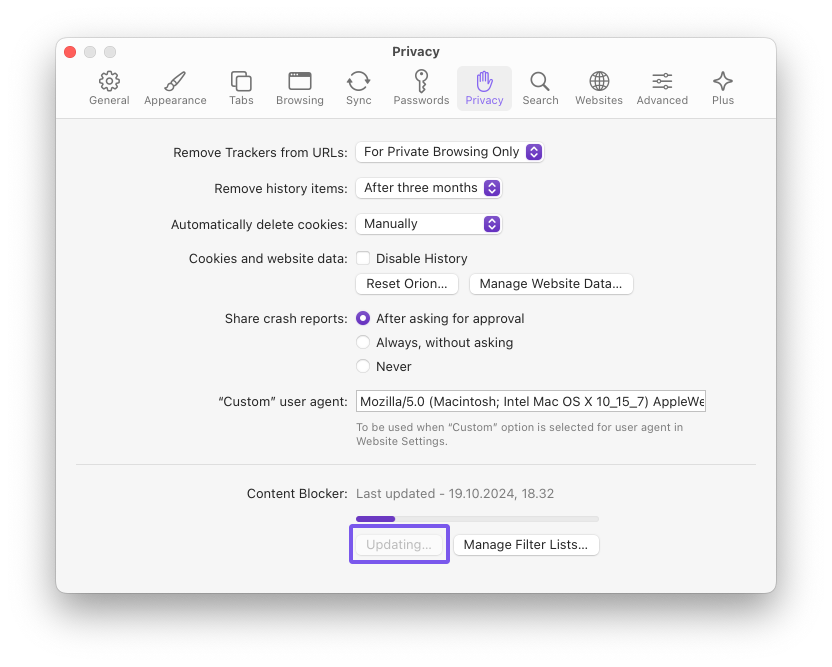 Privacy
General Appearance Tabs Browsing Sync Passwords Privacy Search Websites Advanced Plus
Remove Trackers from URLs: For Private Browsing Only
Remove history items: After three months
Automatically delete cookies: Manually
Cookies and website data: Disable History
Reset Orion... Manage Website Data...
Share crash reports: After asking for approval
Always, without asking
Never
“Custom” user agent: Mozilla/5.0 (Macintosh; Intel Mac OS X 10_15_7) AppleWe
To be used when “Custom” option is selected for user agent in
Website Settings.
Content Blocker: Last updated - 19.10.2024, 18.32
Updating... Manage Filter Lists...